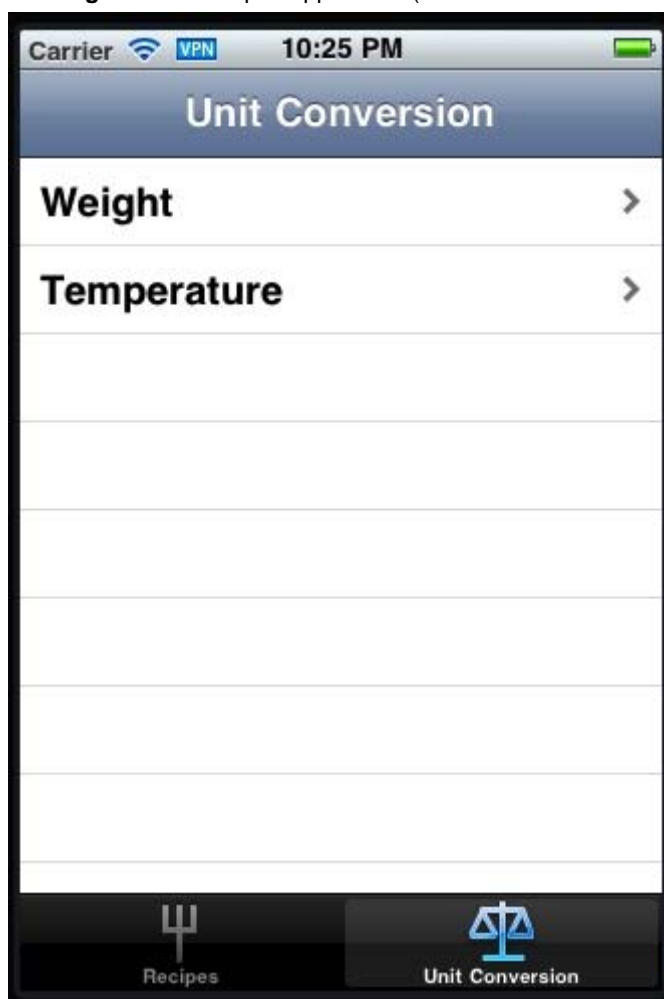 Carrier VPN 10:25 PM
Unit Conversion
Weight
Temperature
Recipes Unit Conversion